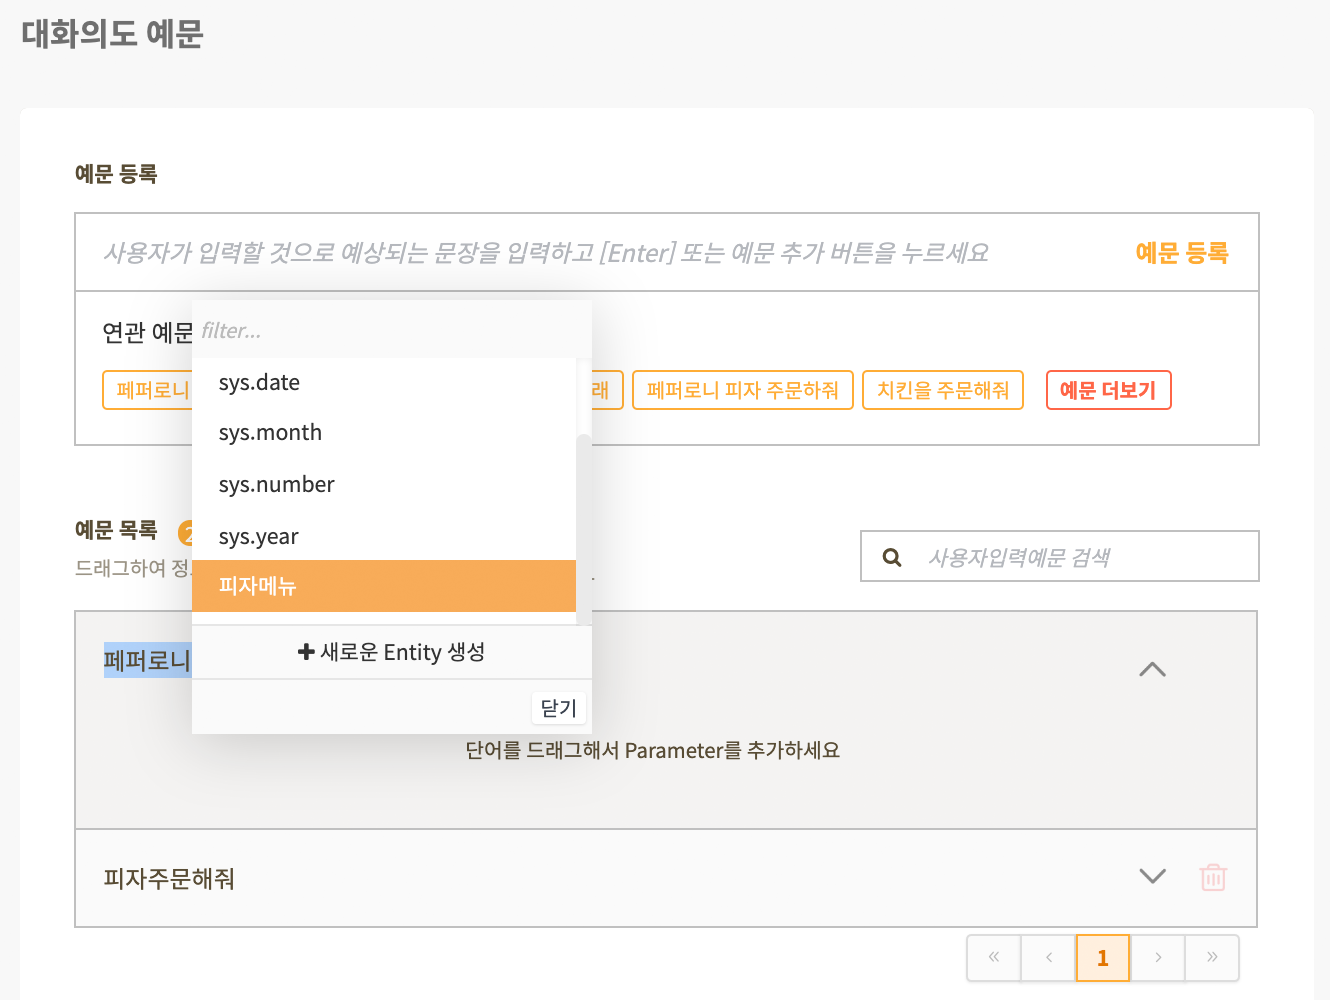 대화의도 예문
예문 등록
사용자가 입력할 것으로 예상되는 문장을 입력하고 [Enter] 또는 예문 추가 버튼을 누르세요
예문 등록
연관 예문
filter...
페퍼로니
래
페퍼로니 피자 주문하줘
치킨을 주문해줘
예문 더보기
sys.date
sys.month
sys.number
sys.year
피자메뉴
+ 새로운 Entity 생성
닫기
예문 목록
2
드래그하여 정
사용자입력예문 검색
페퍼로니
단어를 드래그해서 Parameter를 추가하세요
피자주문해줘
« ‹ 1 › »